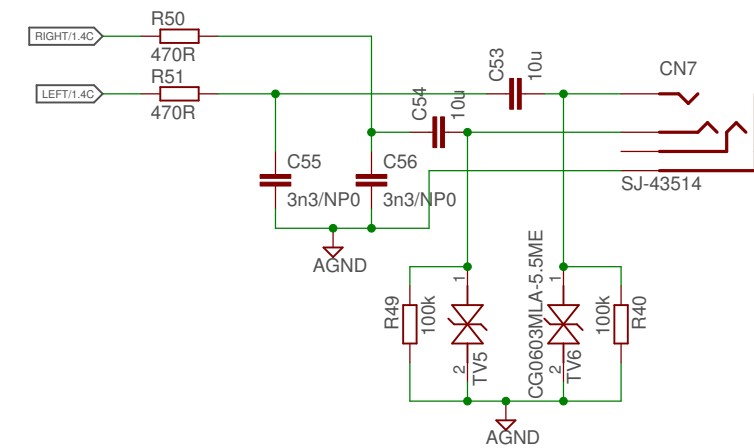 R50
RIGHT/1.4C
470R
R51
LEFT/1.4C
470R
C53
10u
CN7
C54
10u
C55
3n3/NP0
C56
3n3/NP0
SJ-43514
AGND
R49
100k
1
2
TV5
CG0603MLA-5.5ME
1
2
TV6
100k
R40
AGND